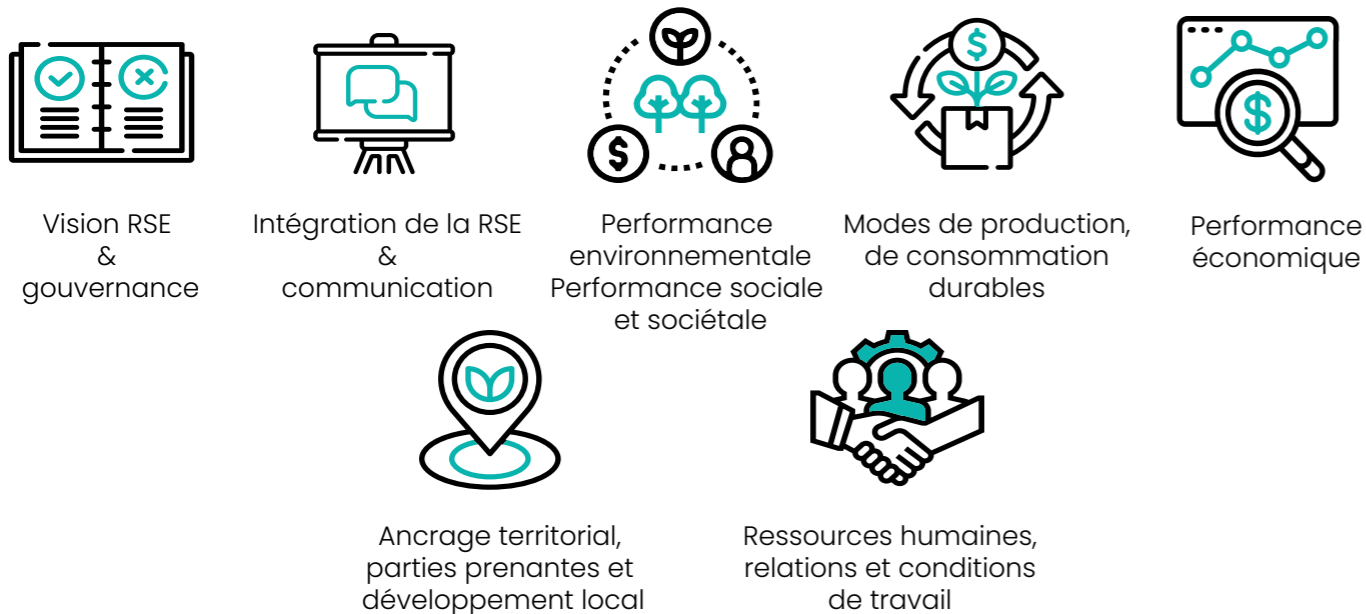 Vision RSE
&
gouvernance
Intégration de la RSE
&
communication
Performance
environnementale
Performance sociale
et sociétale
Modes de production,
de consommation
durables
Performance
économique
Ancrage territorial,
parties prenantes et
développement local
Ressources humaines,
relations et conditions
de travail